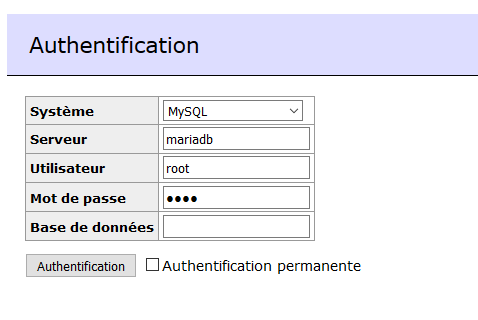 Authentification
Système MySQL
Serveur mariadb
Utilisateur root
Mot de passe ●●●●
Base de données
Authentification Authentification permanente